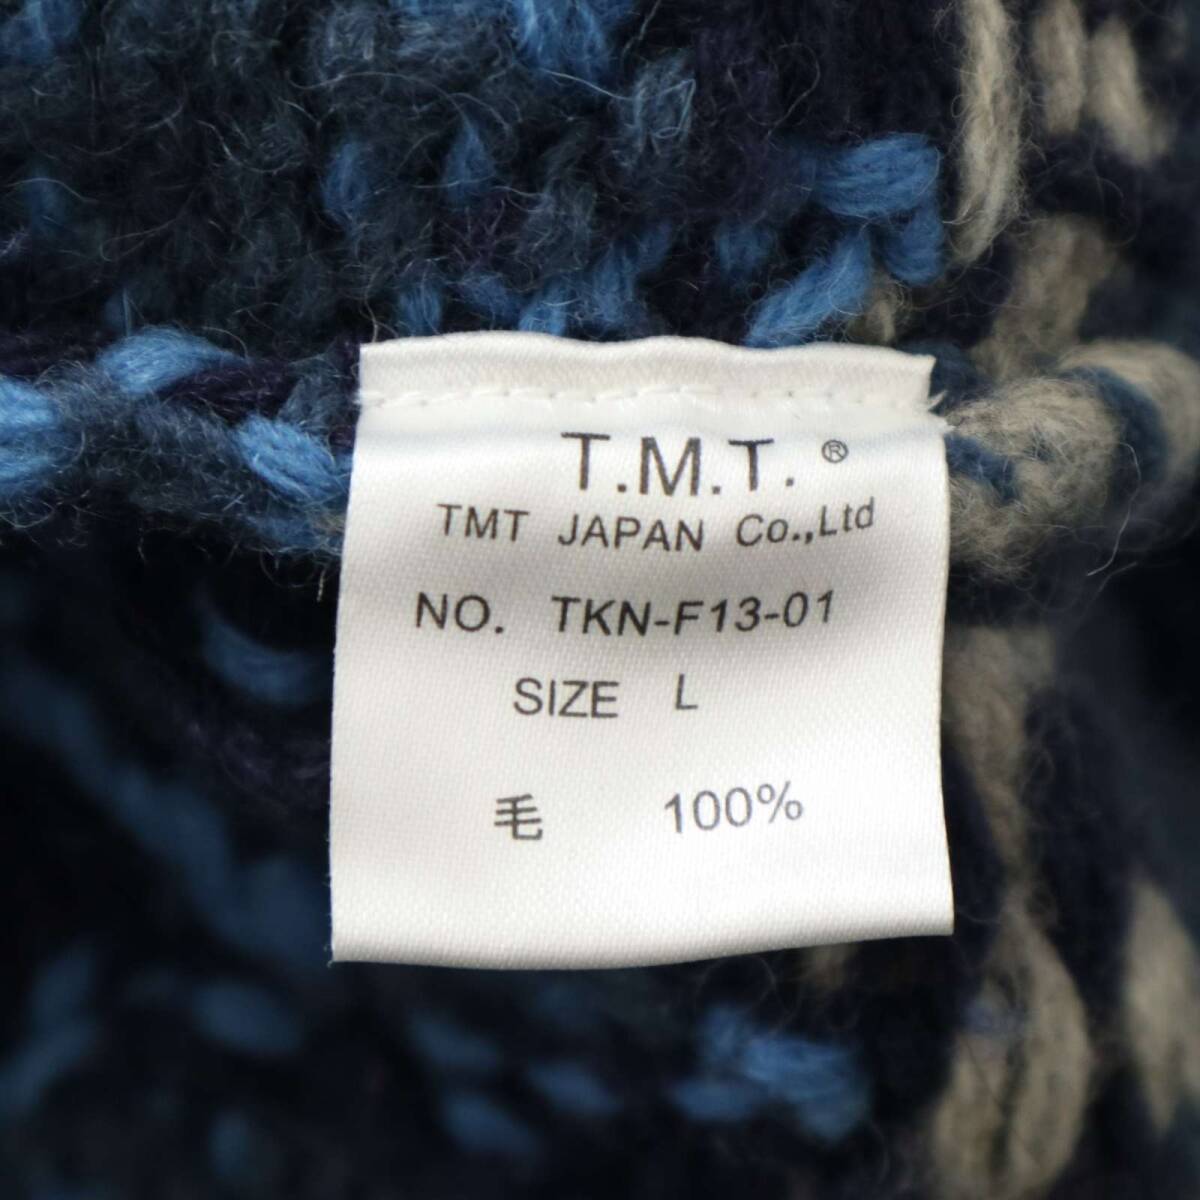 T.M.T.®
TMT JAPAN Co.,Ltd
NO. TKN-F13-01
SIZE L
毛 100%